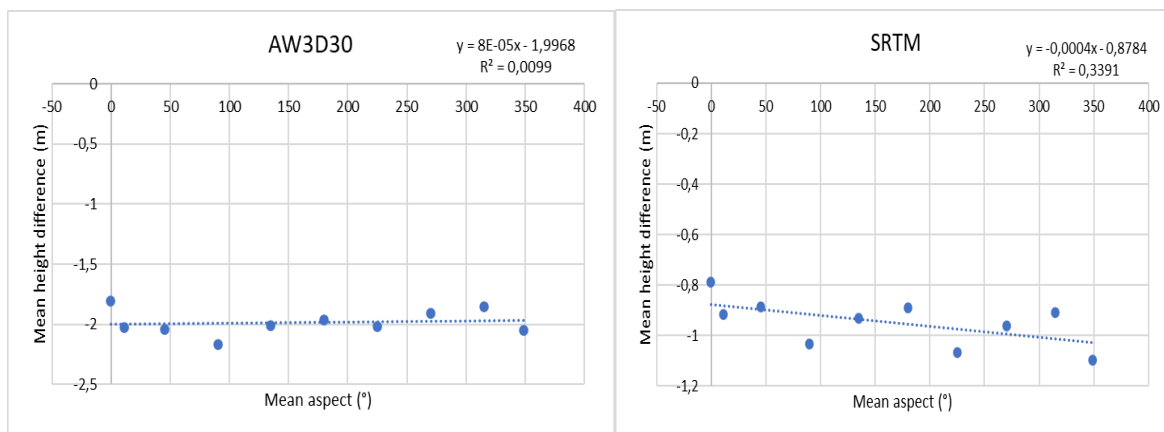 AW3D30
y = 8E-05x - 1,9968
R² = 0,0099
0
-50 0 50 100 150 200 250 300 350 400
-0,5
-1
-1,5
-2
-2,5
Mean height difference (m)
Mean aspect (°)
SRTM
y = -0,0004x - 0,8784
R² = 0,3391
0
-50 0 50 100 150 200 250 300 350 400
-0,2
-0,4
-0,6
-0,8
-1
-1,2
Mean height difference (m)
Mean aspect (°)